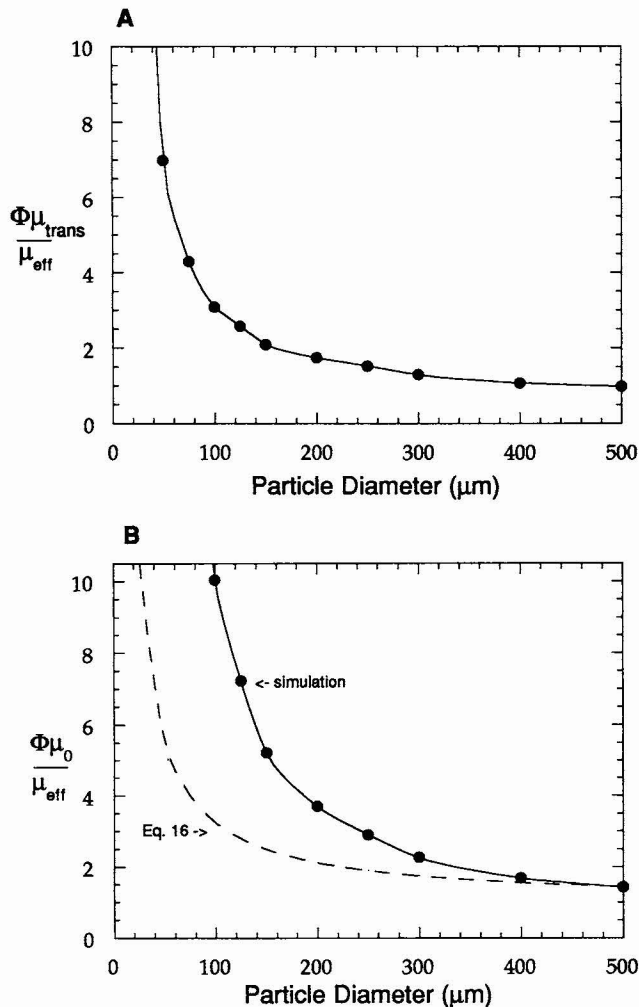 A
10
8
6
Φμtrans
μeff
4
2
0
0 100 200 300 400 500
Particle Diameter (μm)
B
10
8
<- simulation
6
Φμ0
μeff
4
Eq. 16 ->
2
0
0 100 200 300 400 500
Particle Diameter (μm)